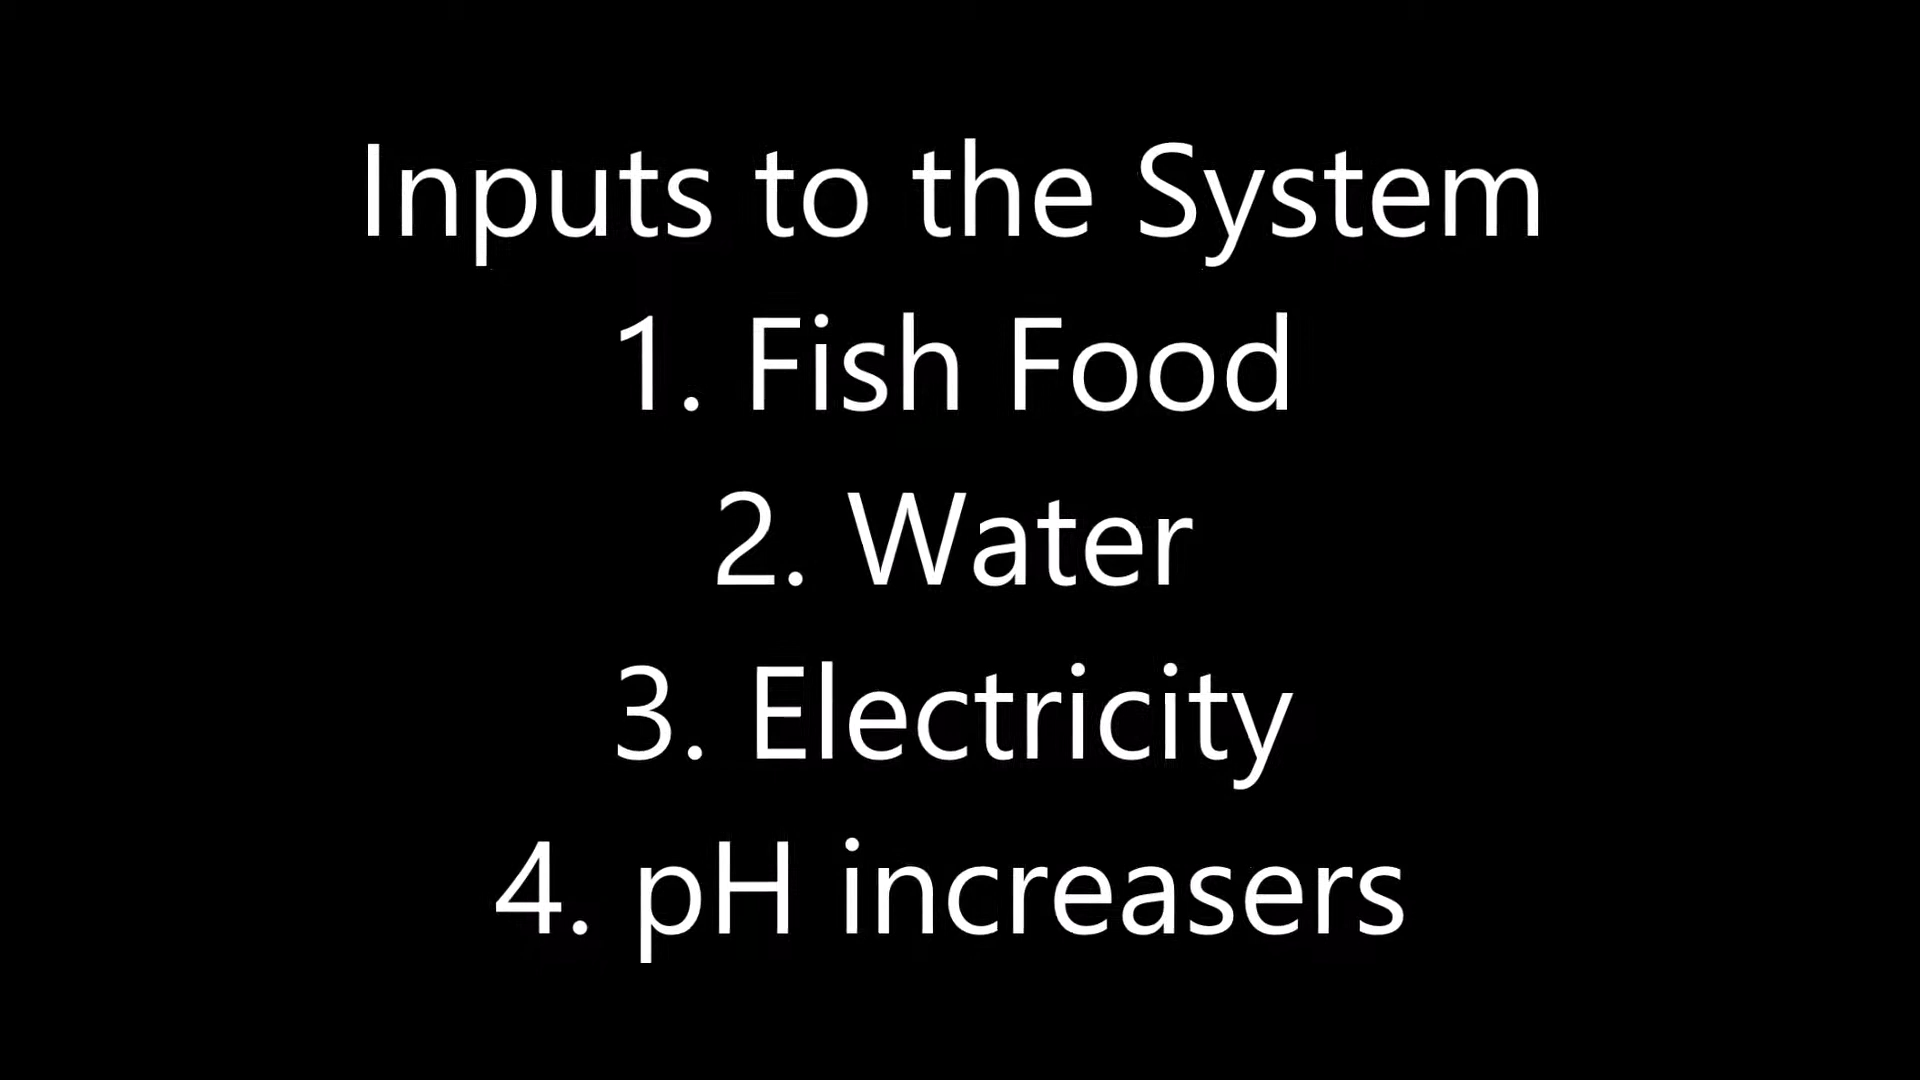 Inputs to the System
1. Fish Food
2. Water
3. Electricity
4. pH increasers